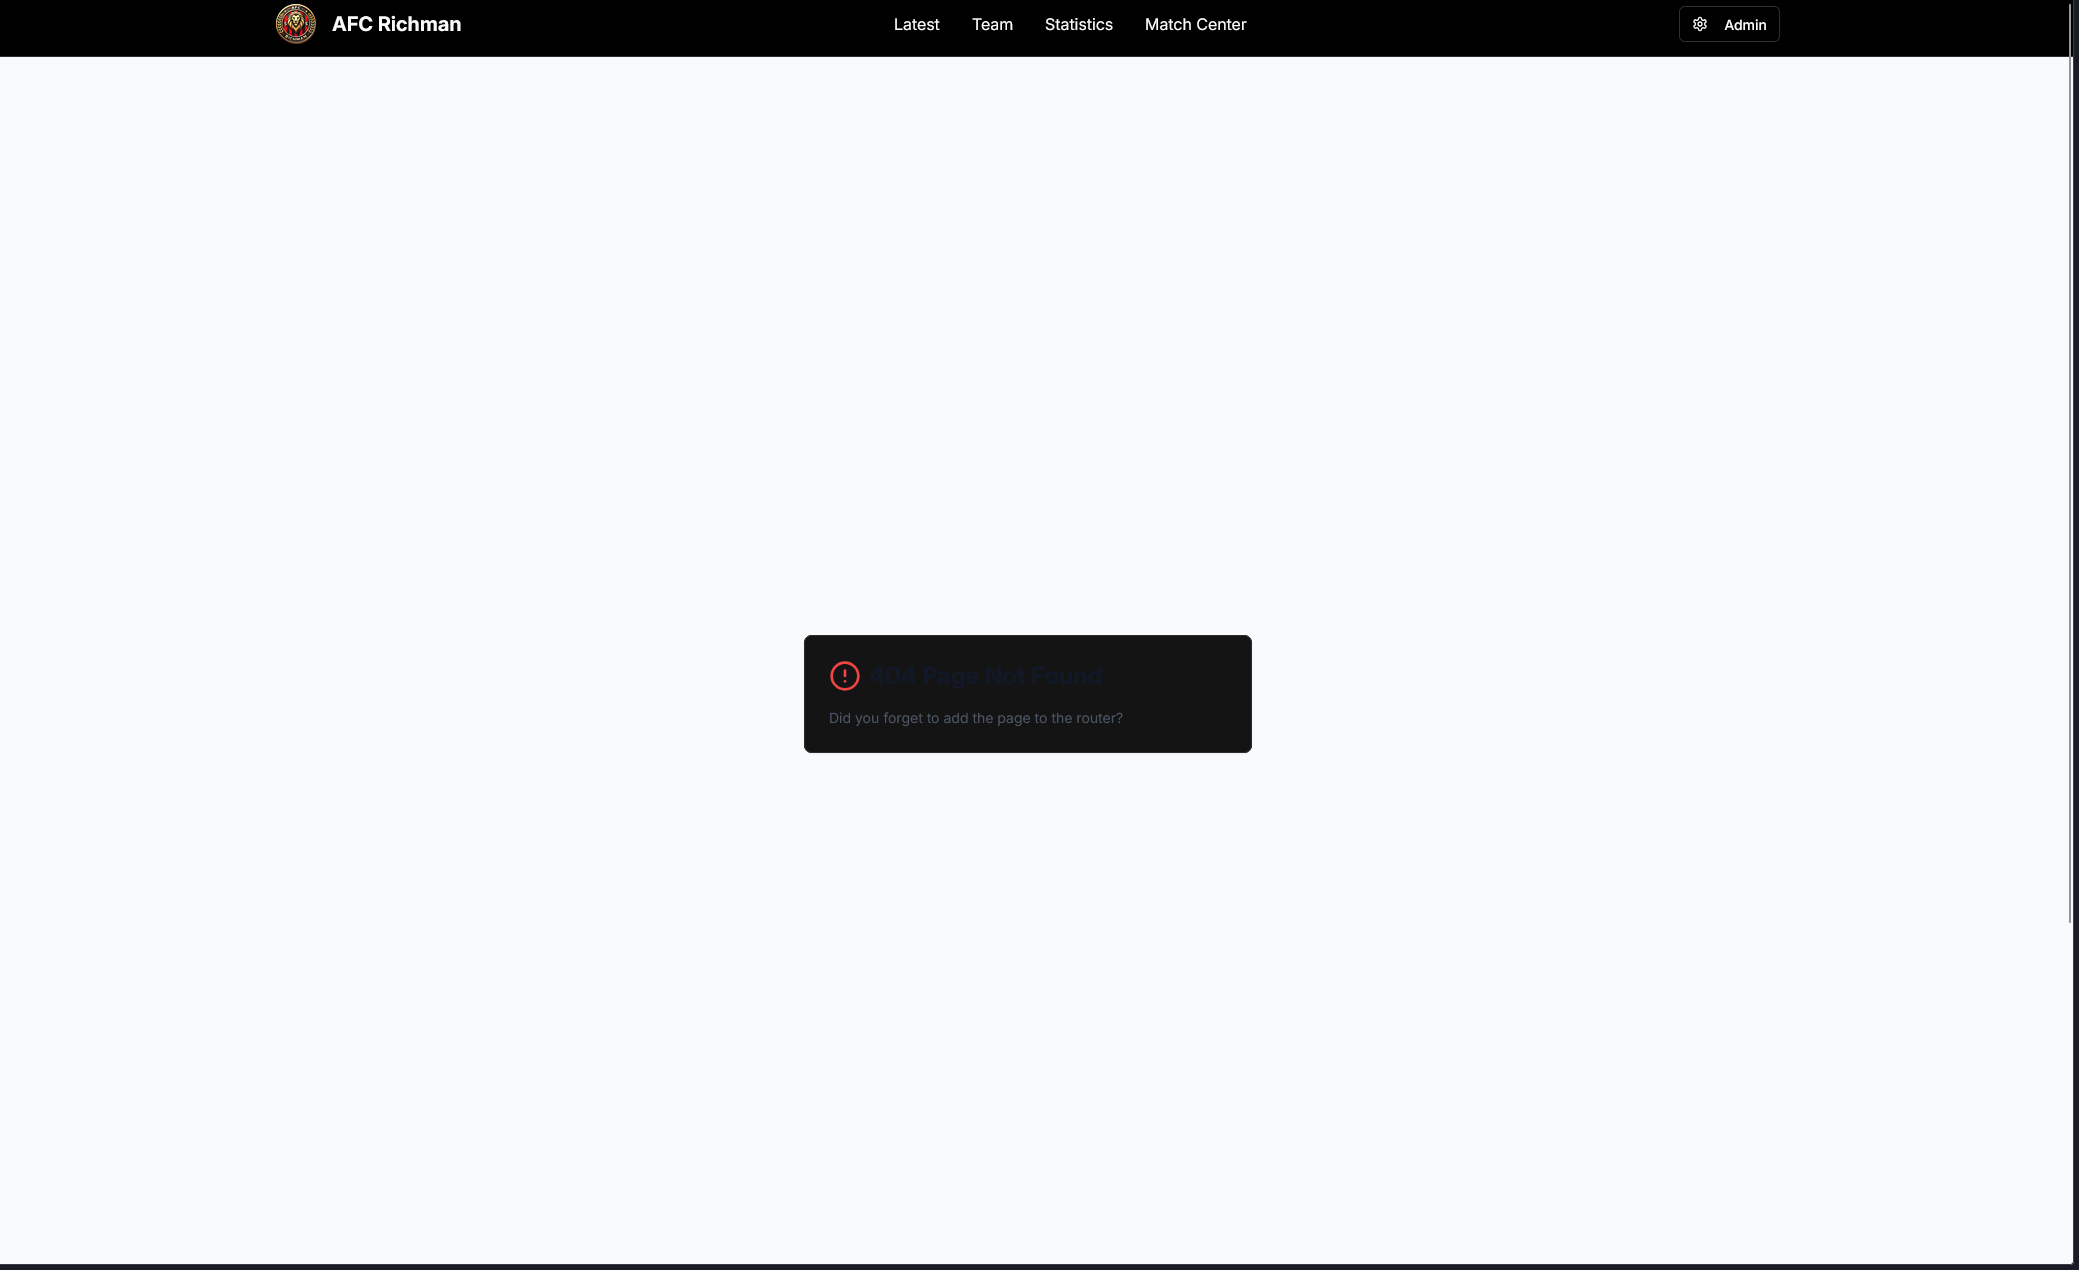 AFC Richman
Latest
Team
Statistics
Match Center
Admin
404 Page Not Found
Did you forget to add the page to the router?